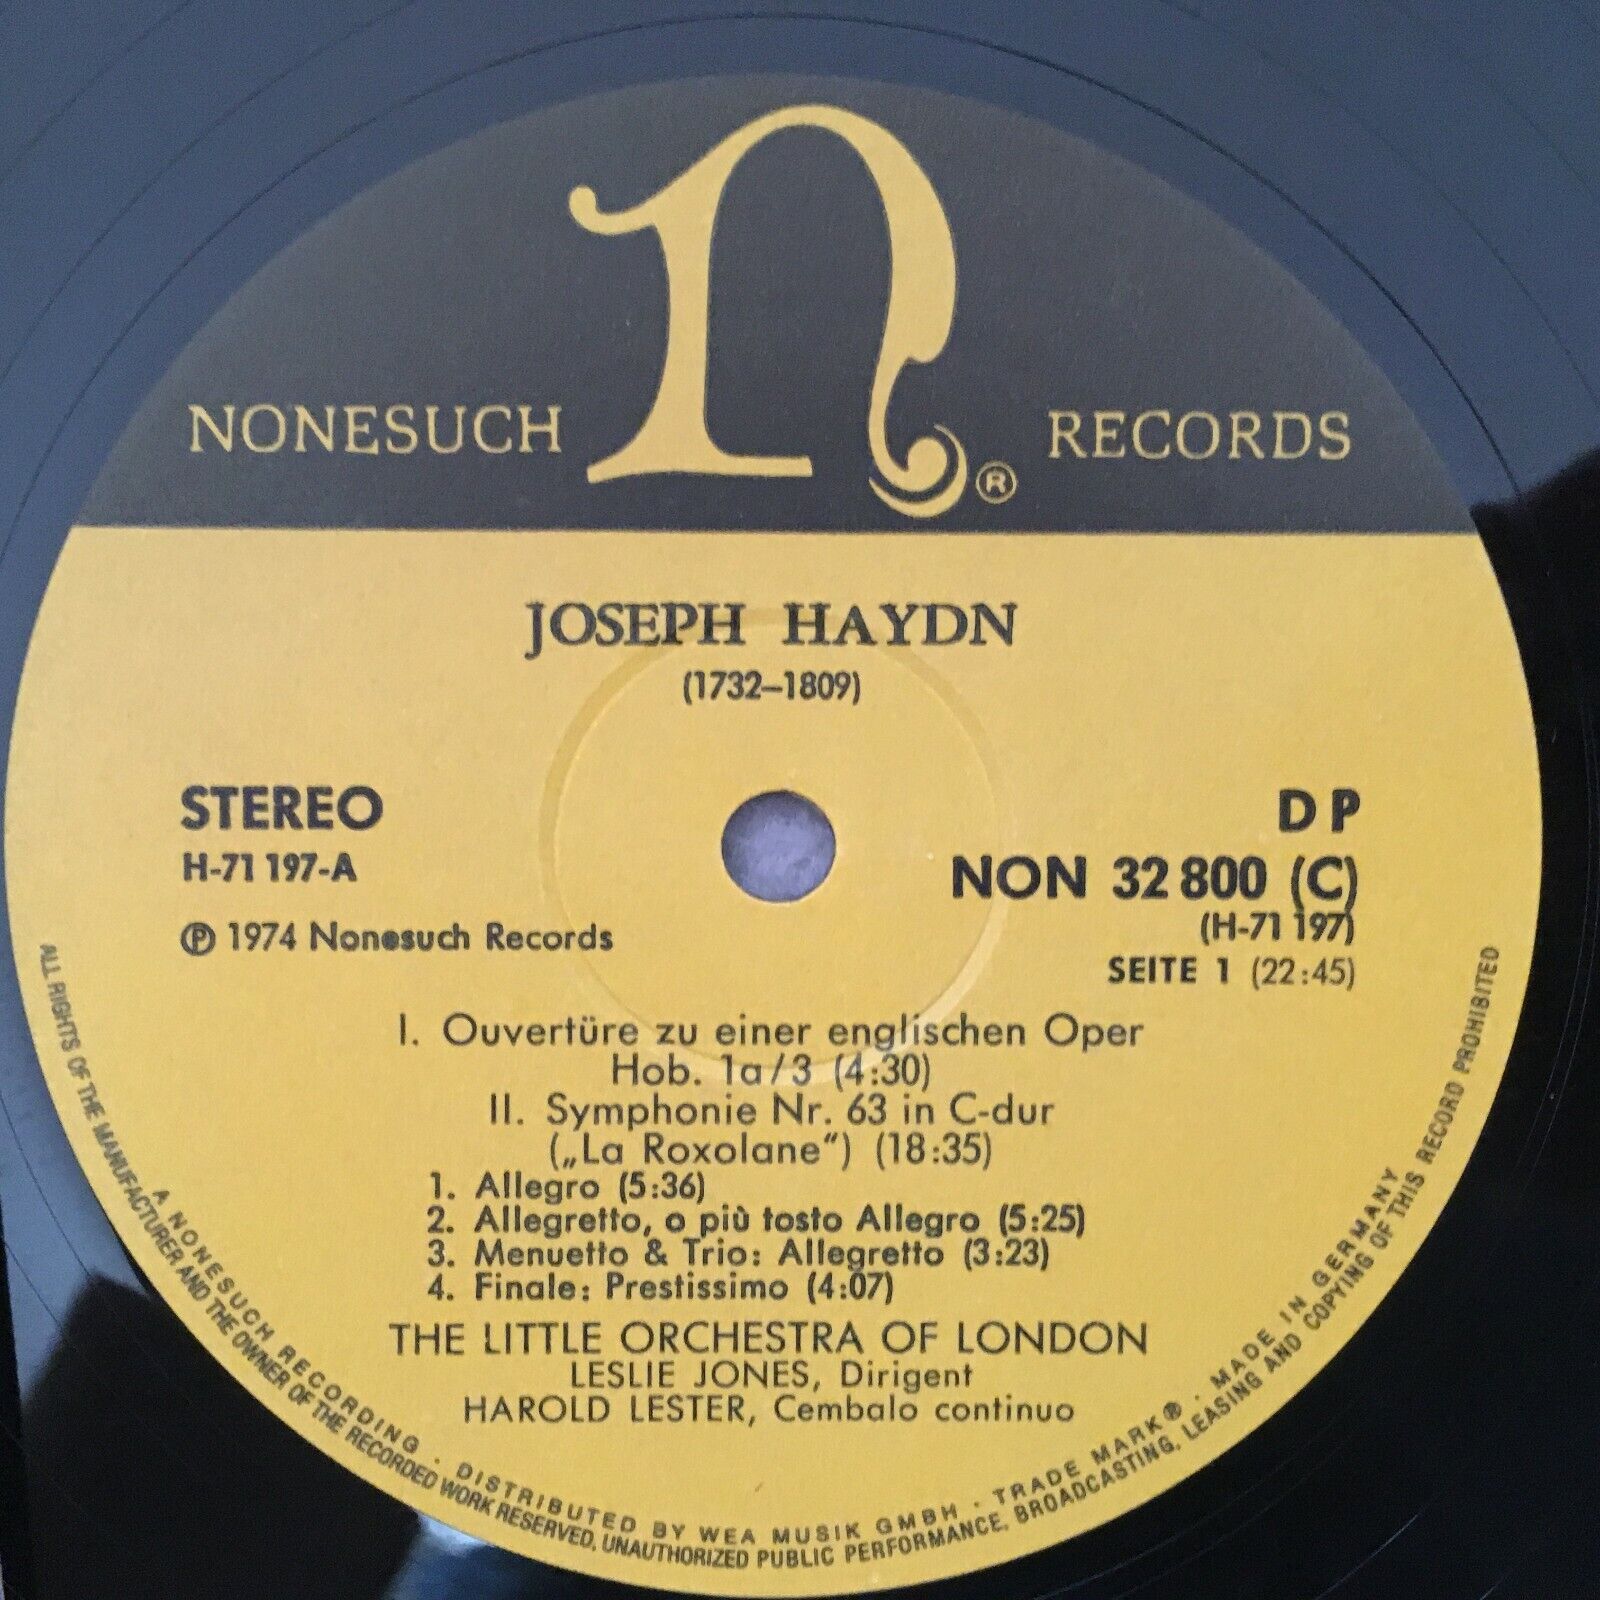 n
NONESUCH ® RECORDS
JOSEPH HAYDN
(1732–1809)
STEREO
H-71 197-A
℗ 1974 Nonesuch Records
D P
NON 32 800 (C)
(H-71 197)
SEITE 1 (22:45)
I. Ouvertüre zu einer englischen Oper
Hob. 1a/3 (4:30)
II. Symphonie Nr. 63 in C-dur
(„La Roxolane“) (18:35)
1. Allegro (5:36)
2. Allegretto, o più tosto Allegro (5:25)
3. Menuetto & Trio: Allegretto (3:23)
4. Finale: Prestissimo (4:07)
THE LITTLE ORCHESTRA OF LONDON
LESLIE JONES, Dirigent
HAROLD LESTER, Cembalo continuo
A NONESUCH RECORDING · DISTRIBUTED BY WEA MUSIK GMBH · TRADE MARK® · MADE IN GERMANY
ALL RIGHTS OF THE MANUFACTURER AND THE OWNER OF THE RECORDED WORK RESERVED, UNAUTHORIZED PUBLIC PERFORMANCE, BROADCASTING, LEASING AND COPYING OF THIS RECORD PROHIBITED